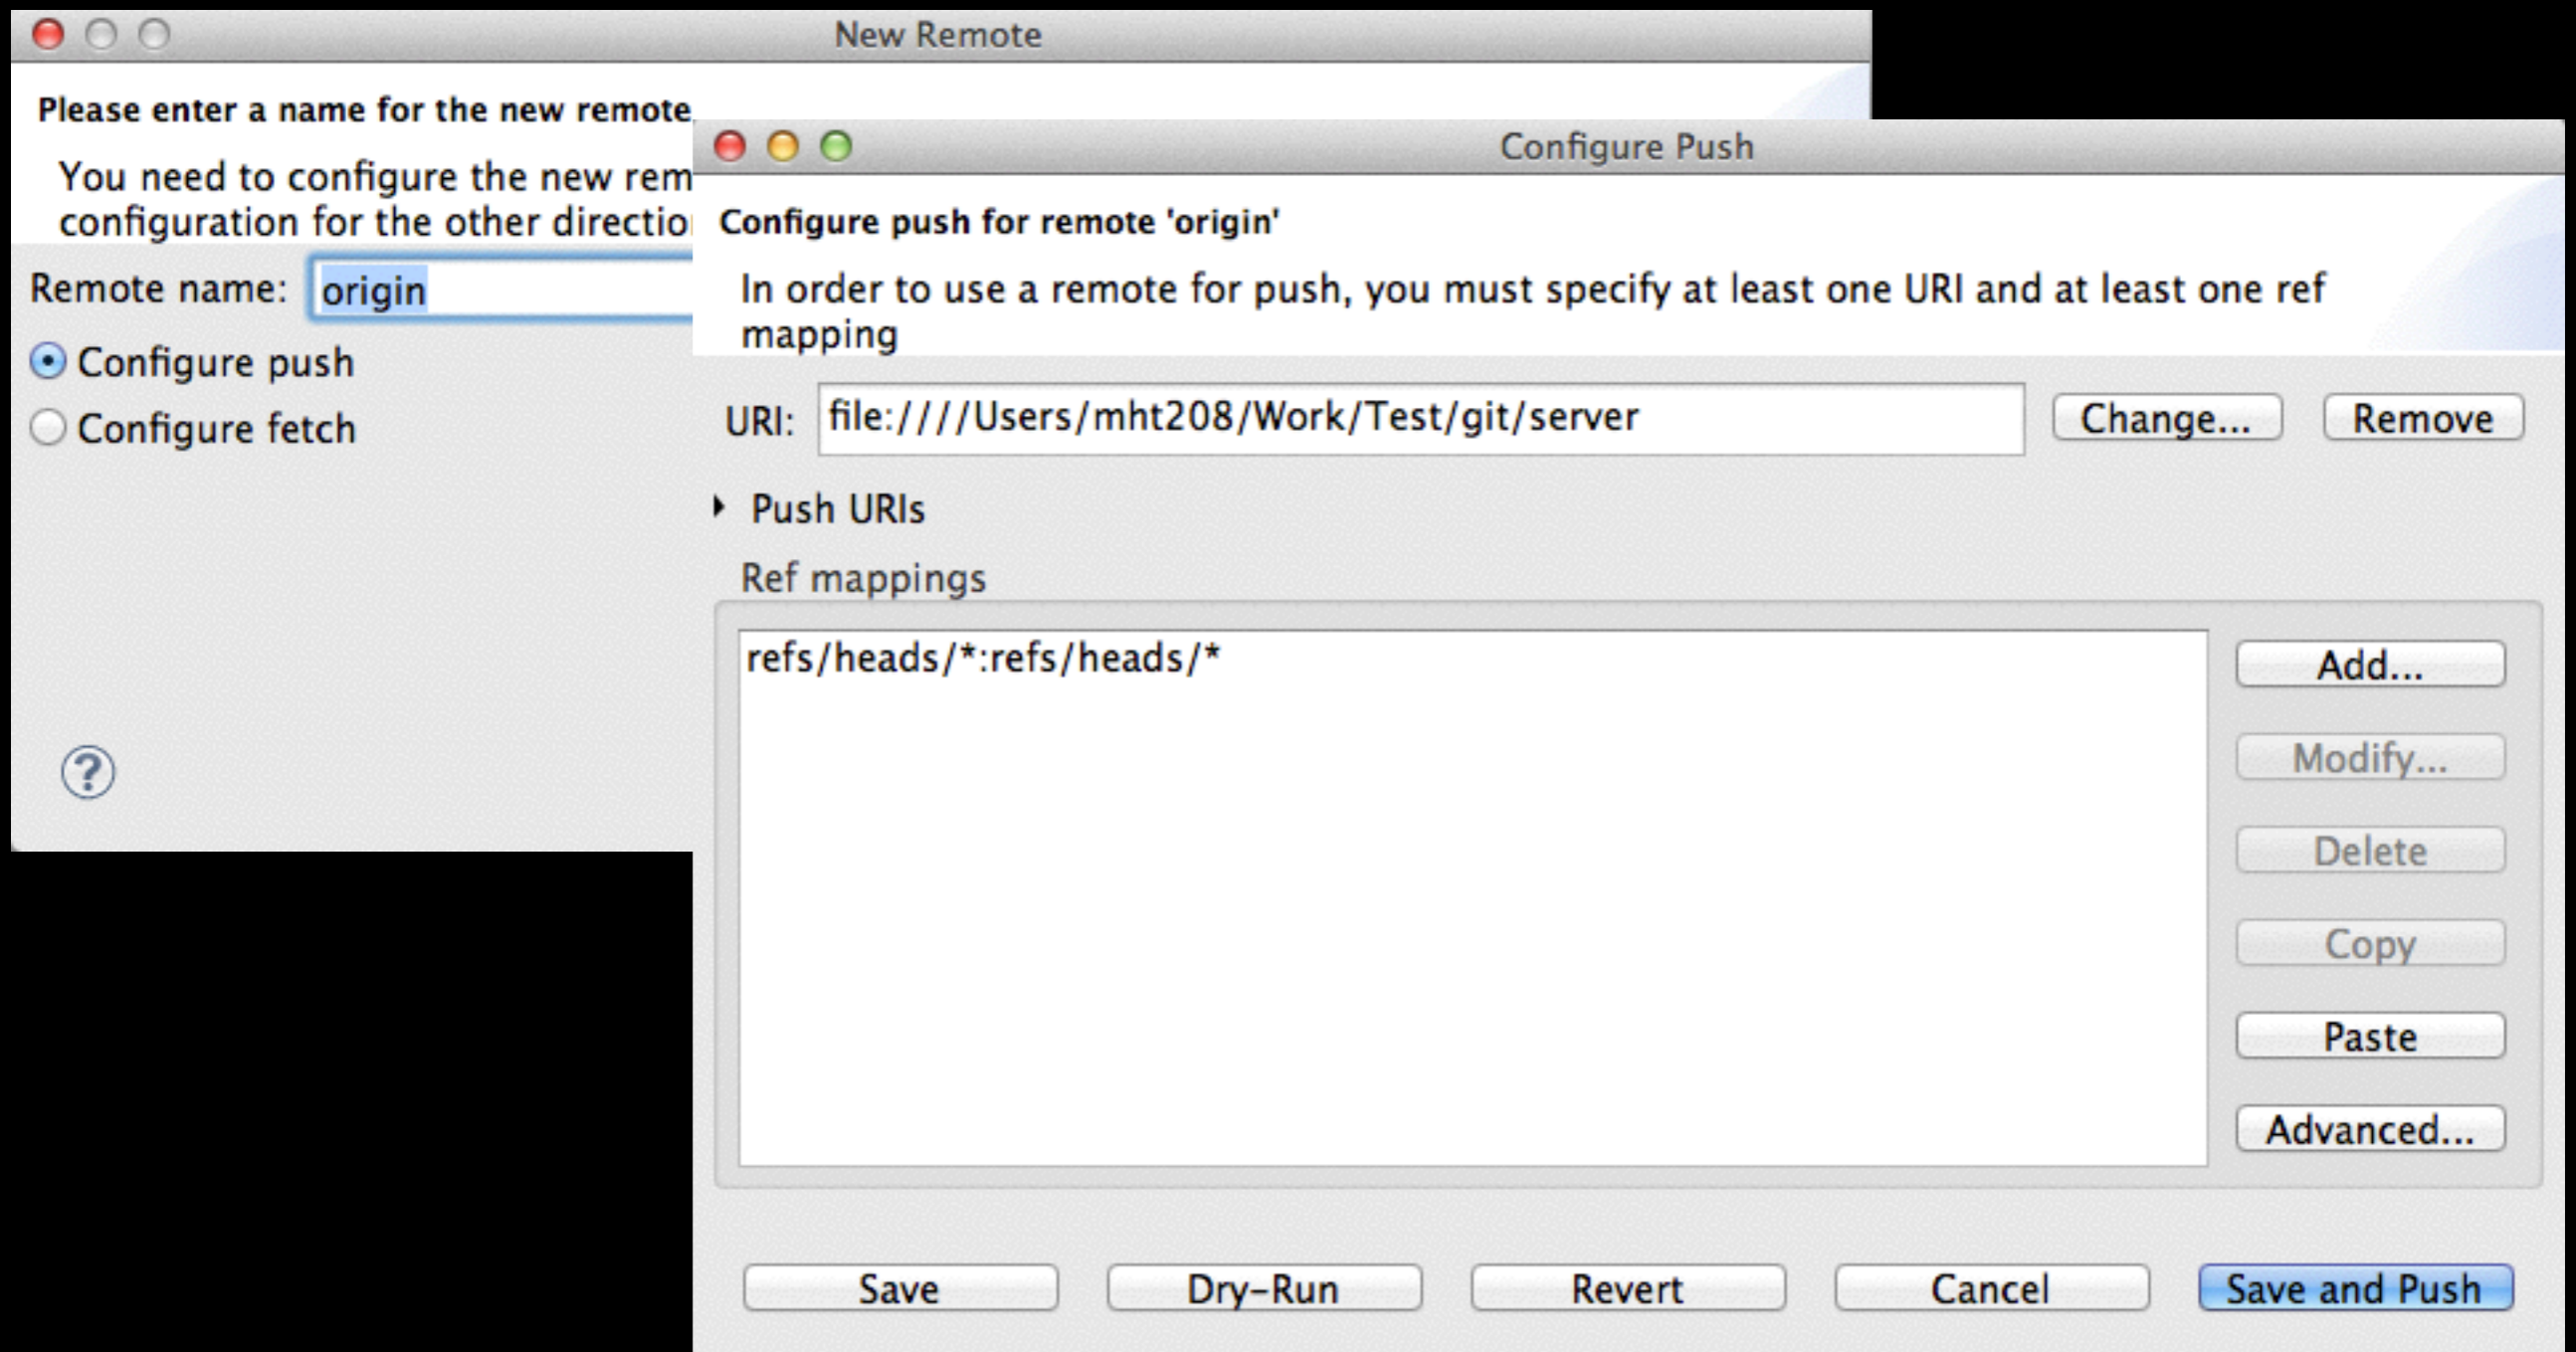 New Remote
Please enter a name for the new remote
You need to configure the new
configuration for the other
Remote name: origin
Configure push
Configure fetch
?
Configure Push
Configure push for remote 'origin'
In order to use a remote for push, you must specify at least one URI and at least one ref
mapping
URI: file:////Users/mht208/Work/Test/git/server Change... Remove
Push URIs
Ref mappings
refs/heads/*:refs/heads/*
Add...
Modify...
Delete
Copy
Paste
Advanced...
Save Dry-Run Revert Cancel Save and Push